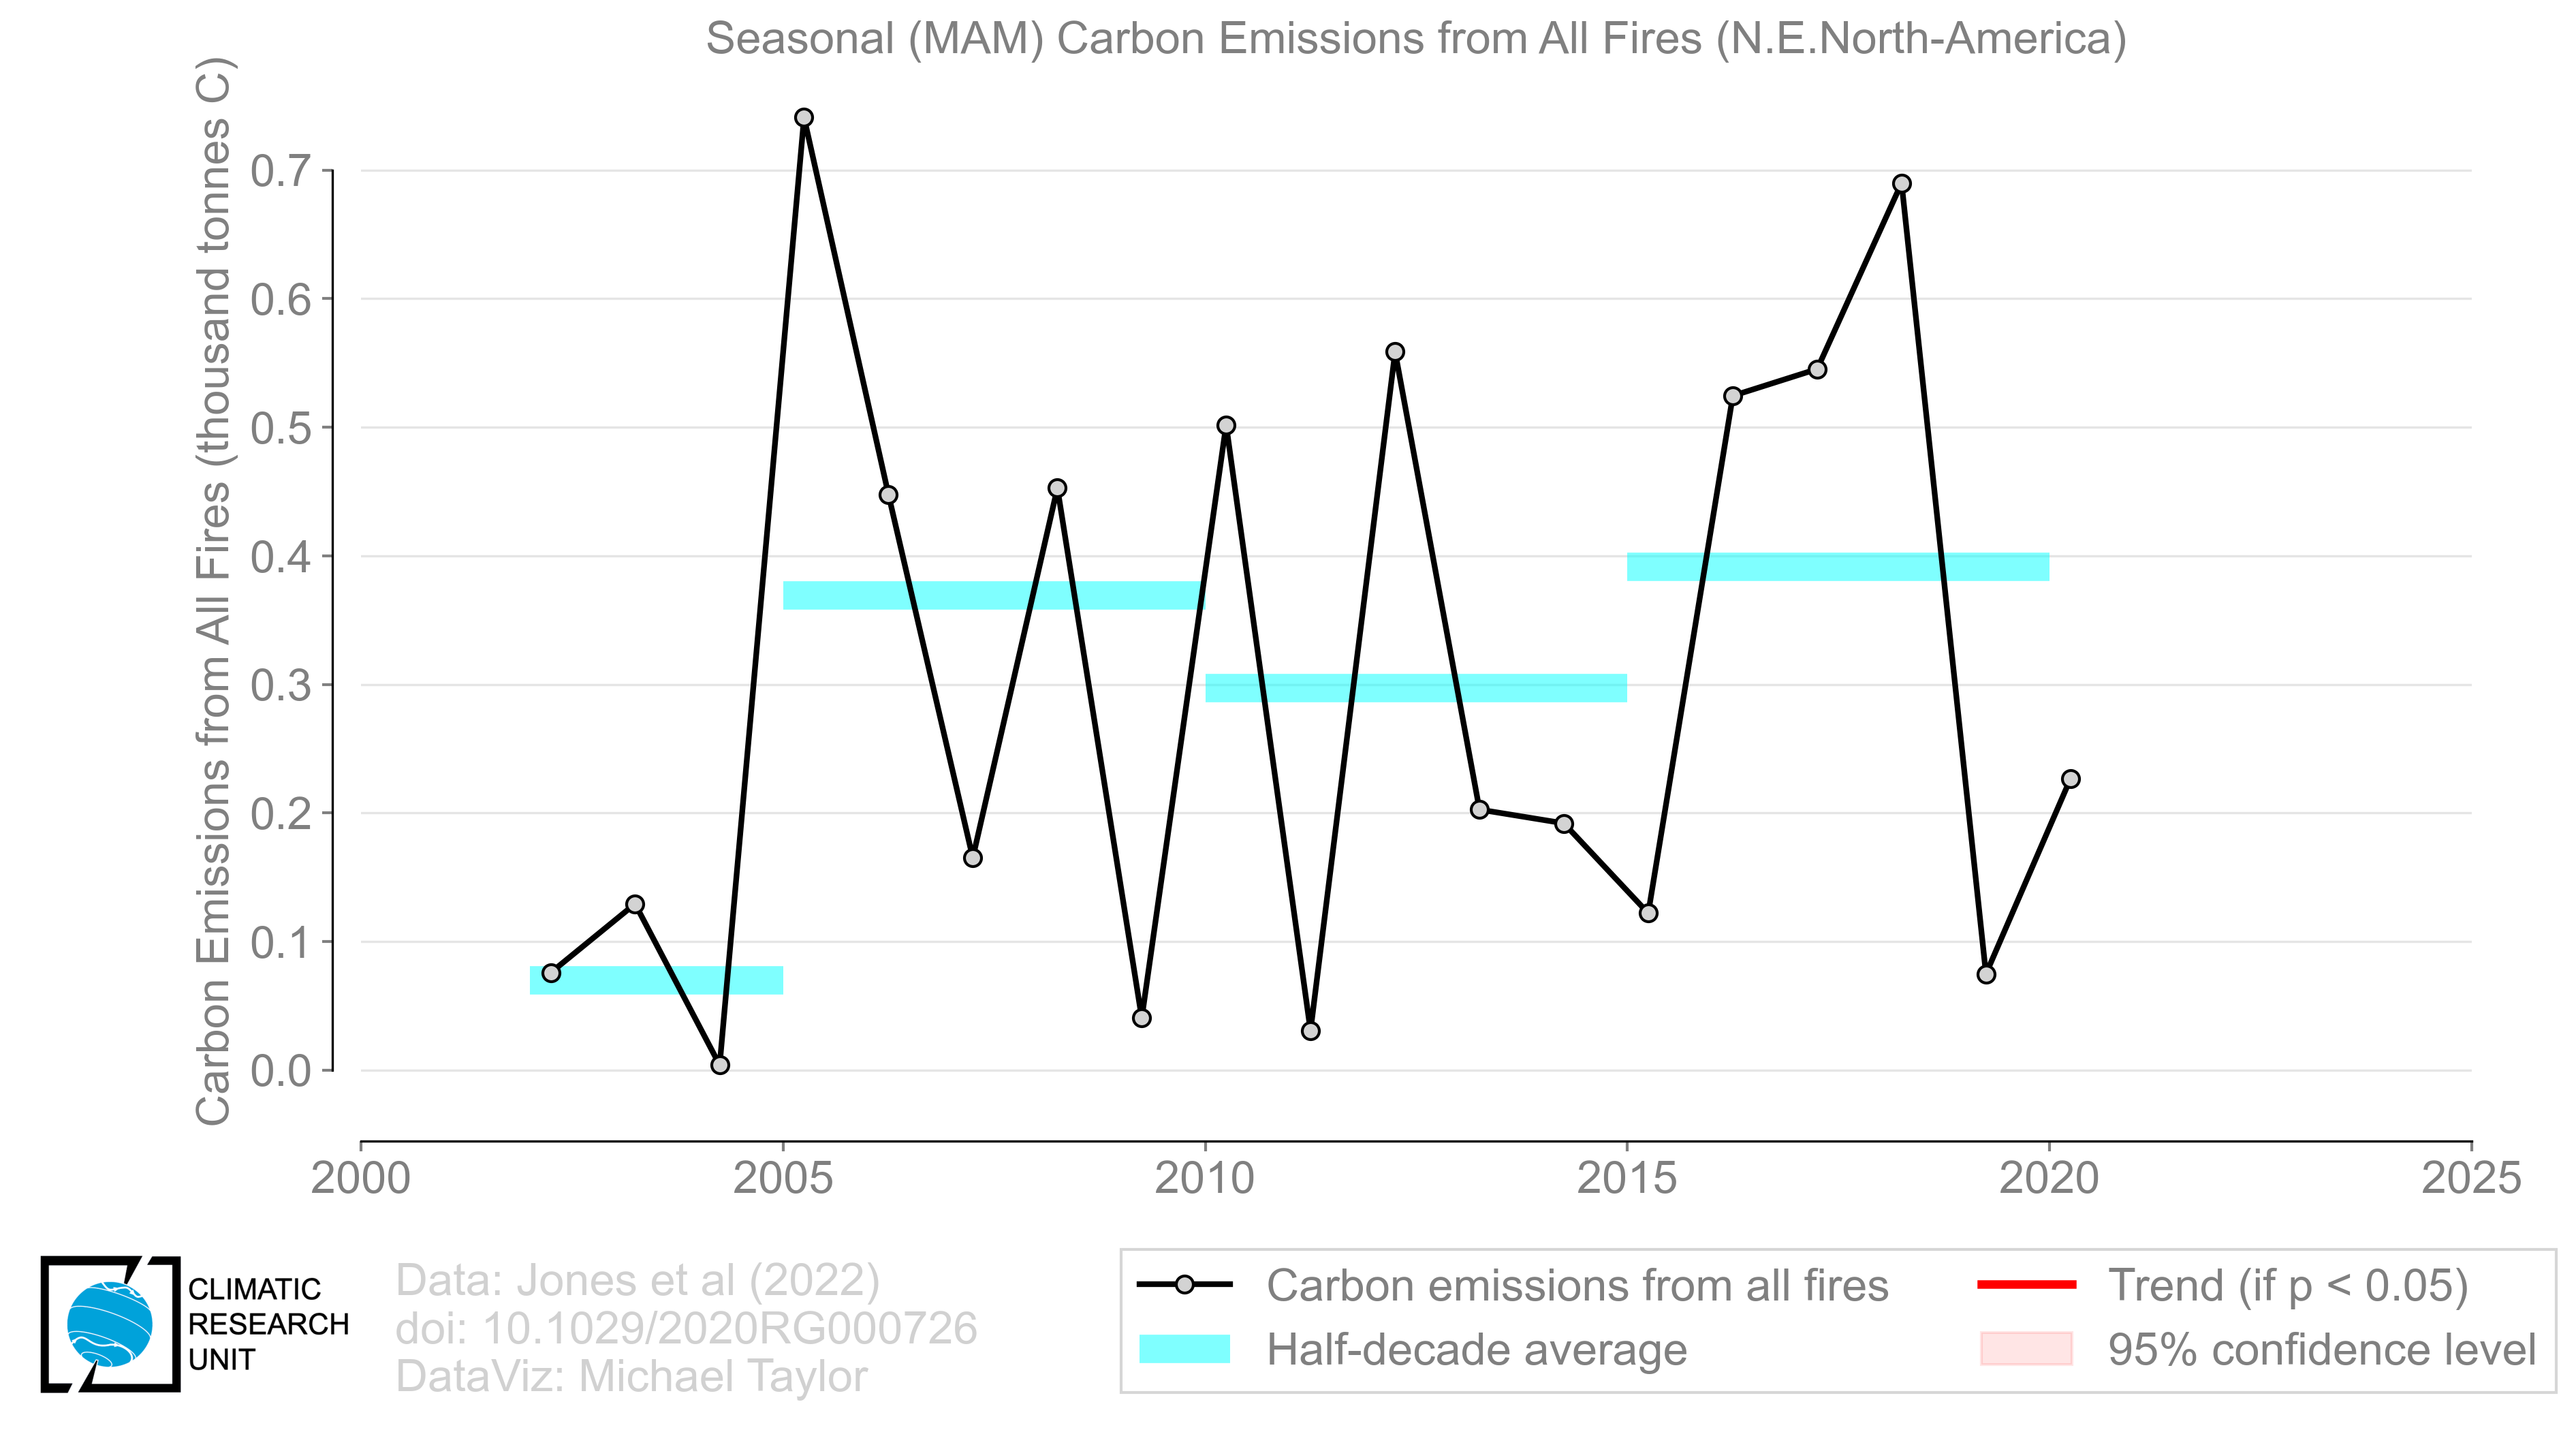 Seasonal (MAM) Carbon Emissions from All Fires (N.E.North-America)
Carbon Emissions from All Fires (thousand tonnes C)
0.7
0.6
0.5
0.4
0.3
0.2
0.1
0.0
2000 2005 2010 2015 2020 2025
CLIMATIC
RESEARCH
UNIT
Data: Jones et al (2022)
doi: 10.1029/2020RG000726
DataViz: Michael Taylor
Carbon emissions from all fires
Half-decade average
Trend (if p < 0.05)
95% confidence level